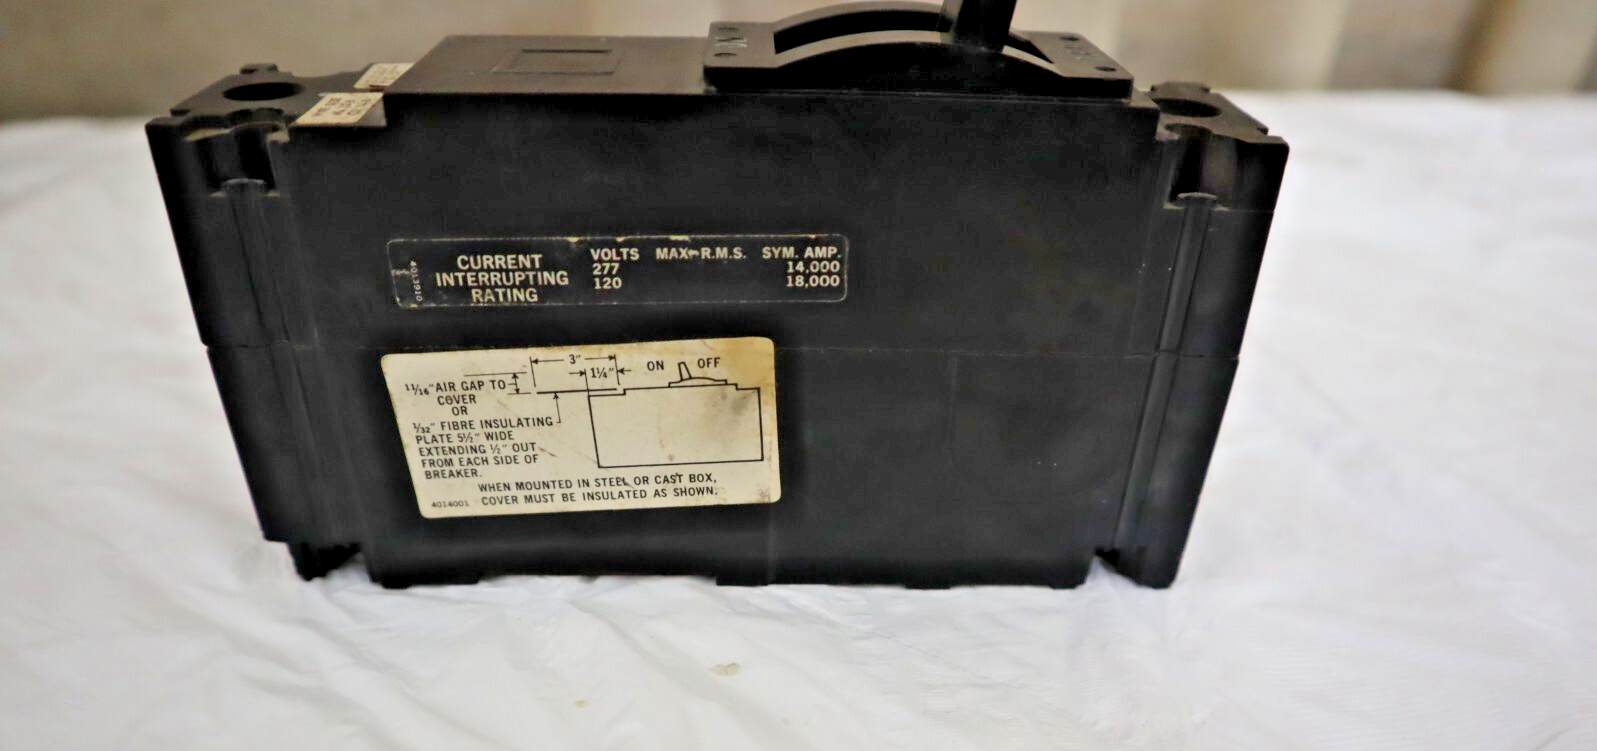 CURRENT
INTERRUPTING
RATING
VOLTS MAX R.M.S. SYM. AMP.
277 14,000
120 18,000
4013910
3"
1¼"
ON OFF
11/16" AIR GAP TO
COVER
OR
1/32" FIBRE INSULATING
PLATE 5½" WIDE
EXTENDING ½" OUT
FROM EACH SIDE OF
BREAKER.
WHEN MOUNTED IN STEEL OR CAST BOX,
COVER MUST BE INSULATED AS SHOWN.
4014001